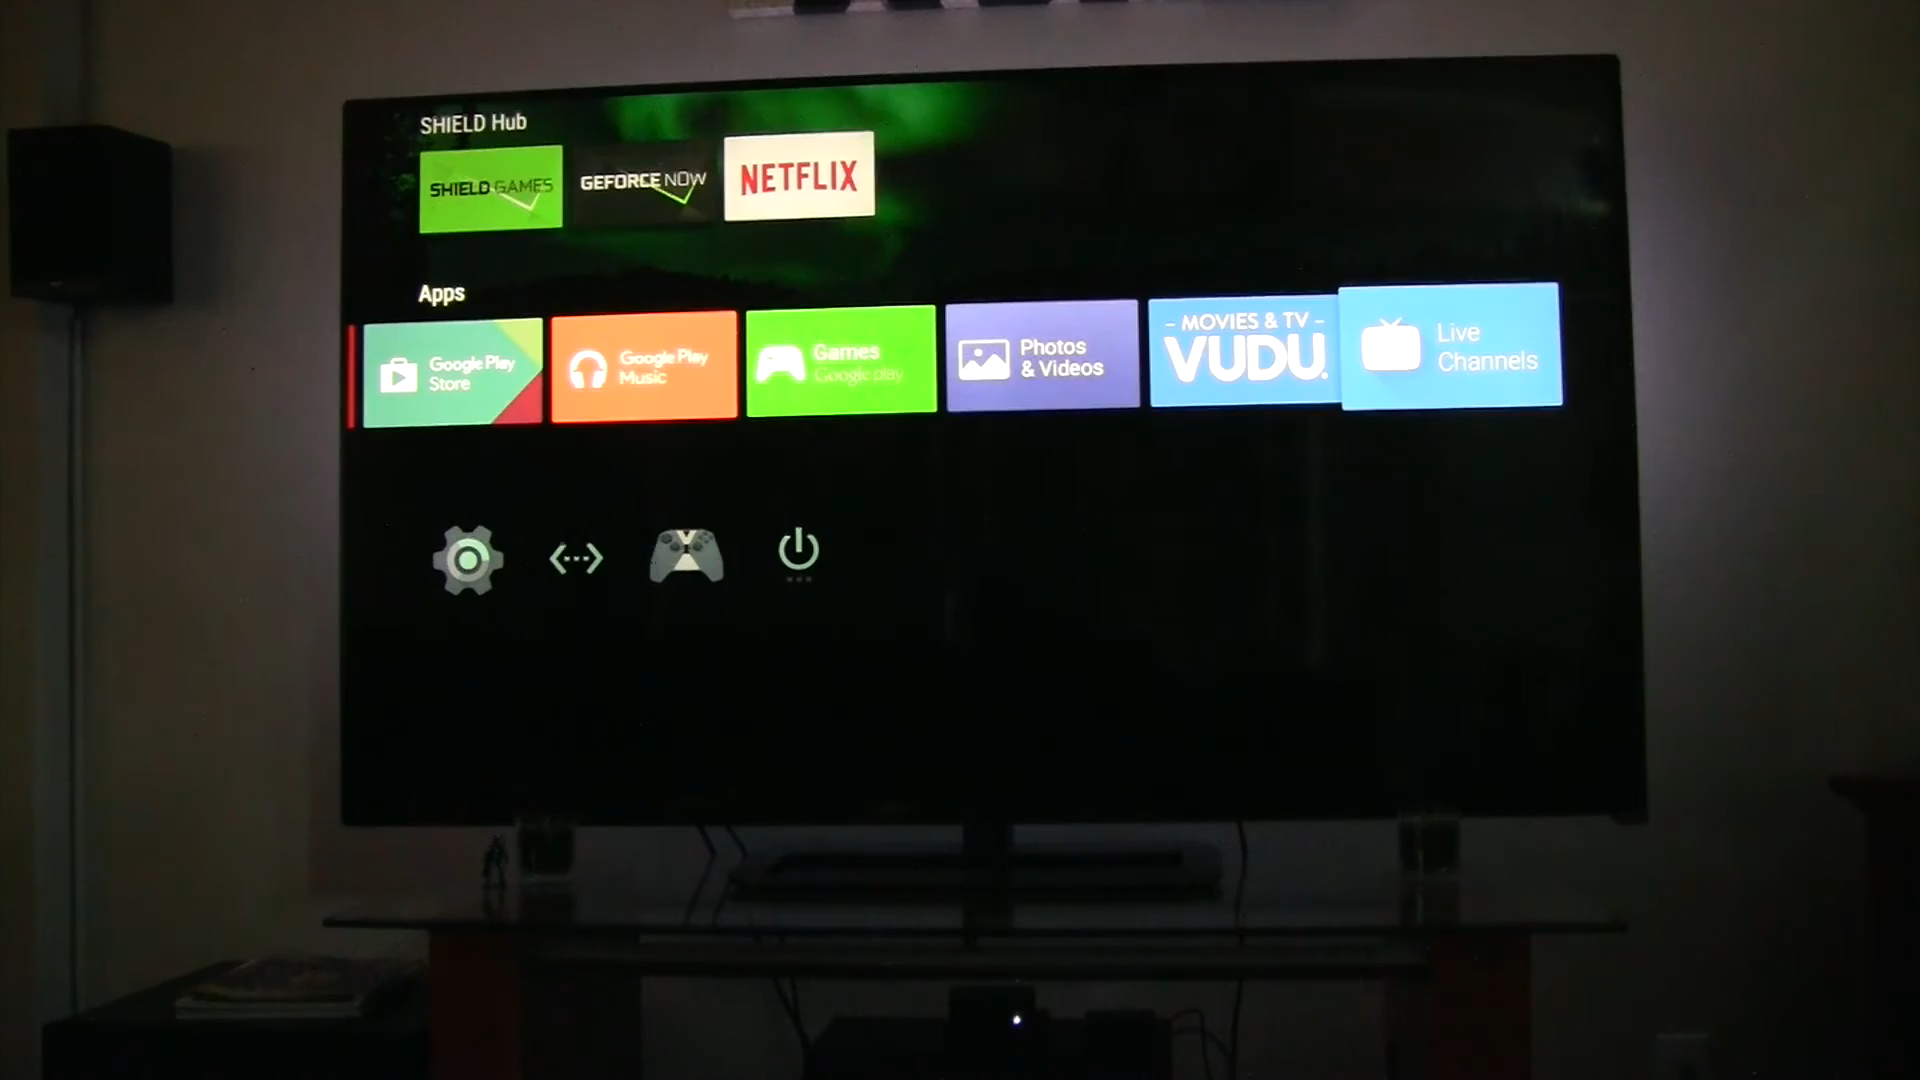 SHIELD Hub
SHIELD GAMES
GEFORCE NOW
NETFLIX
Apps
Google Play
Store
Google Play
Music
Games
Google play
Photos
& Videos
- MOVIES & TV -
VUDU.
Live
Channels